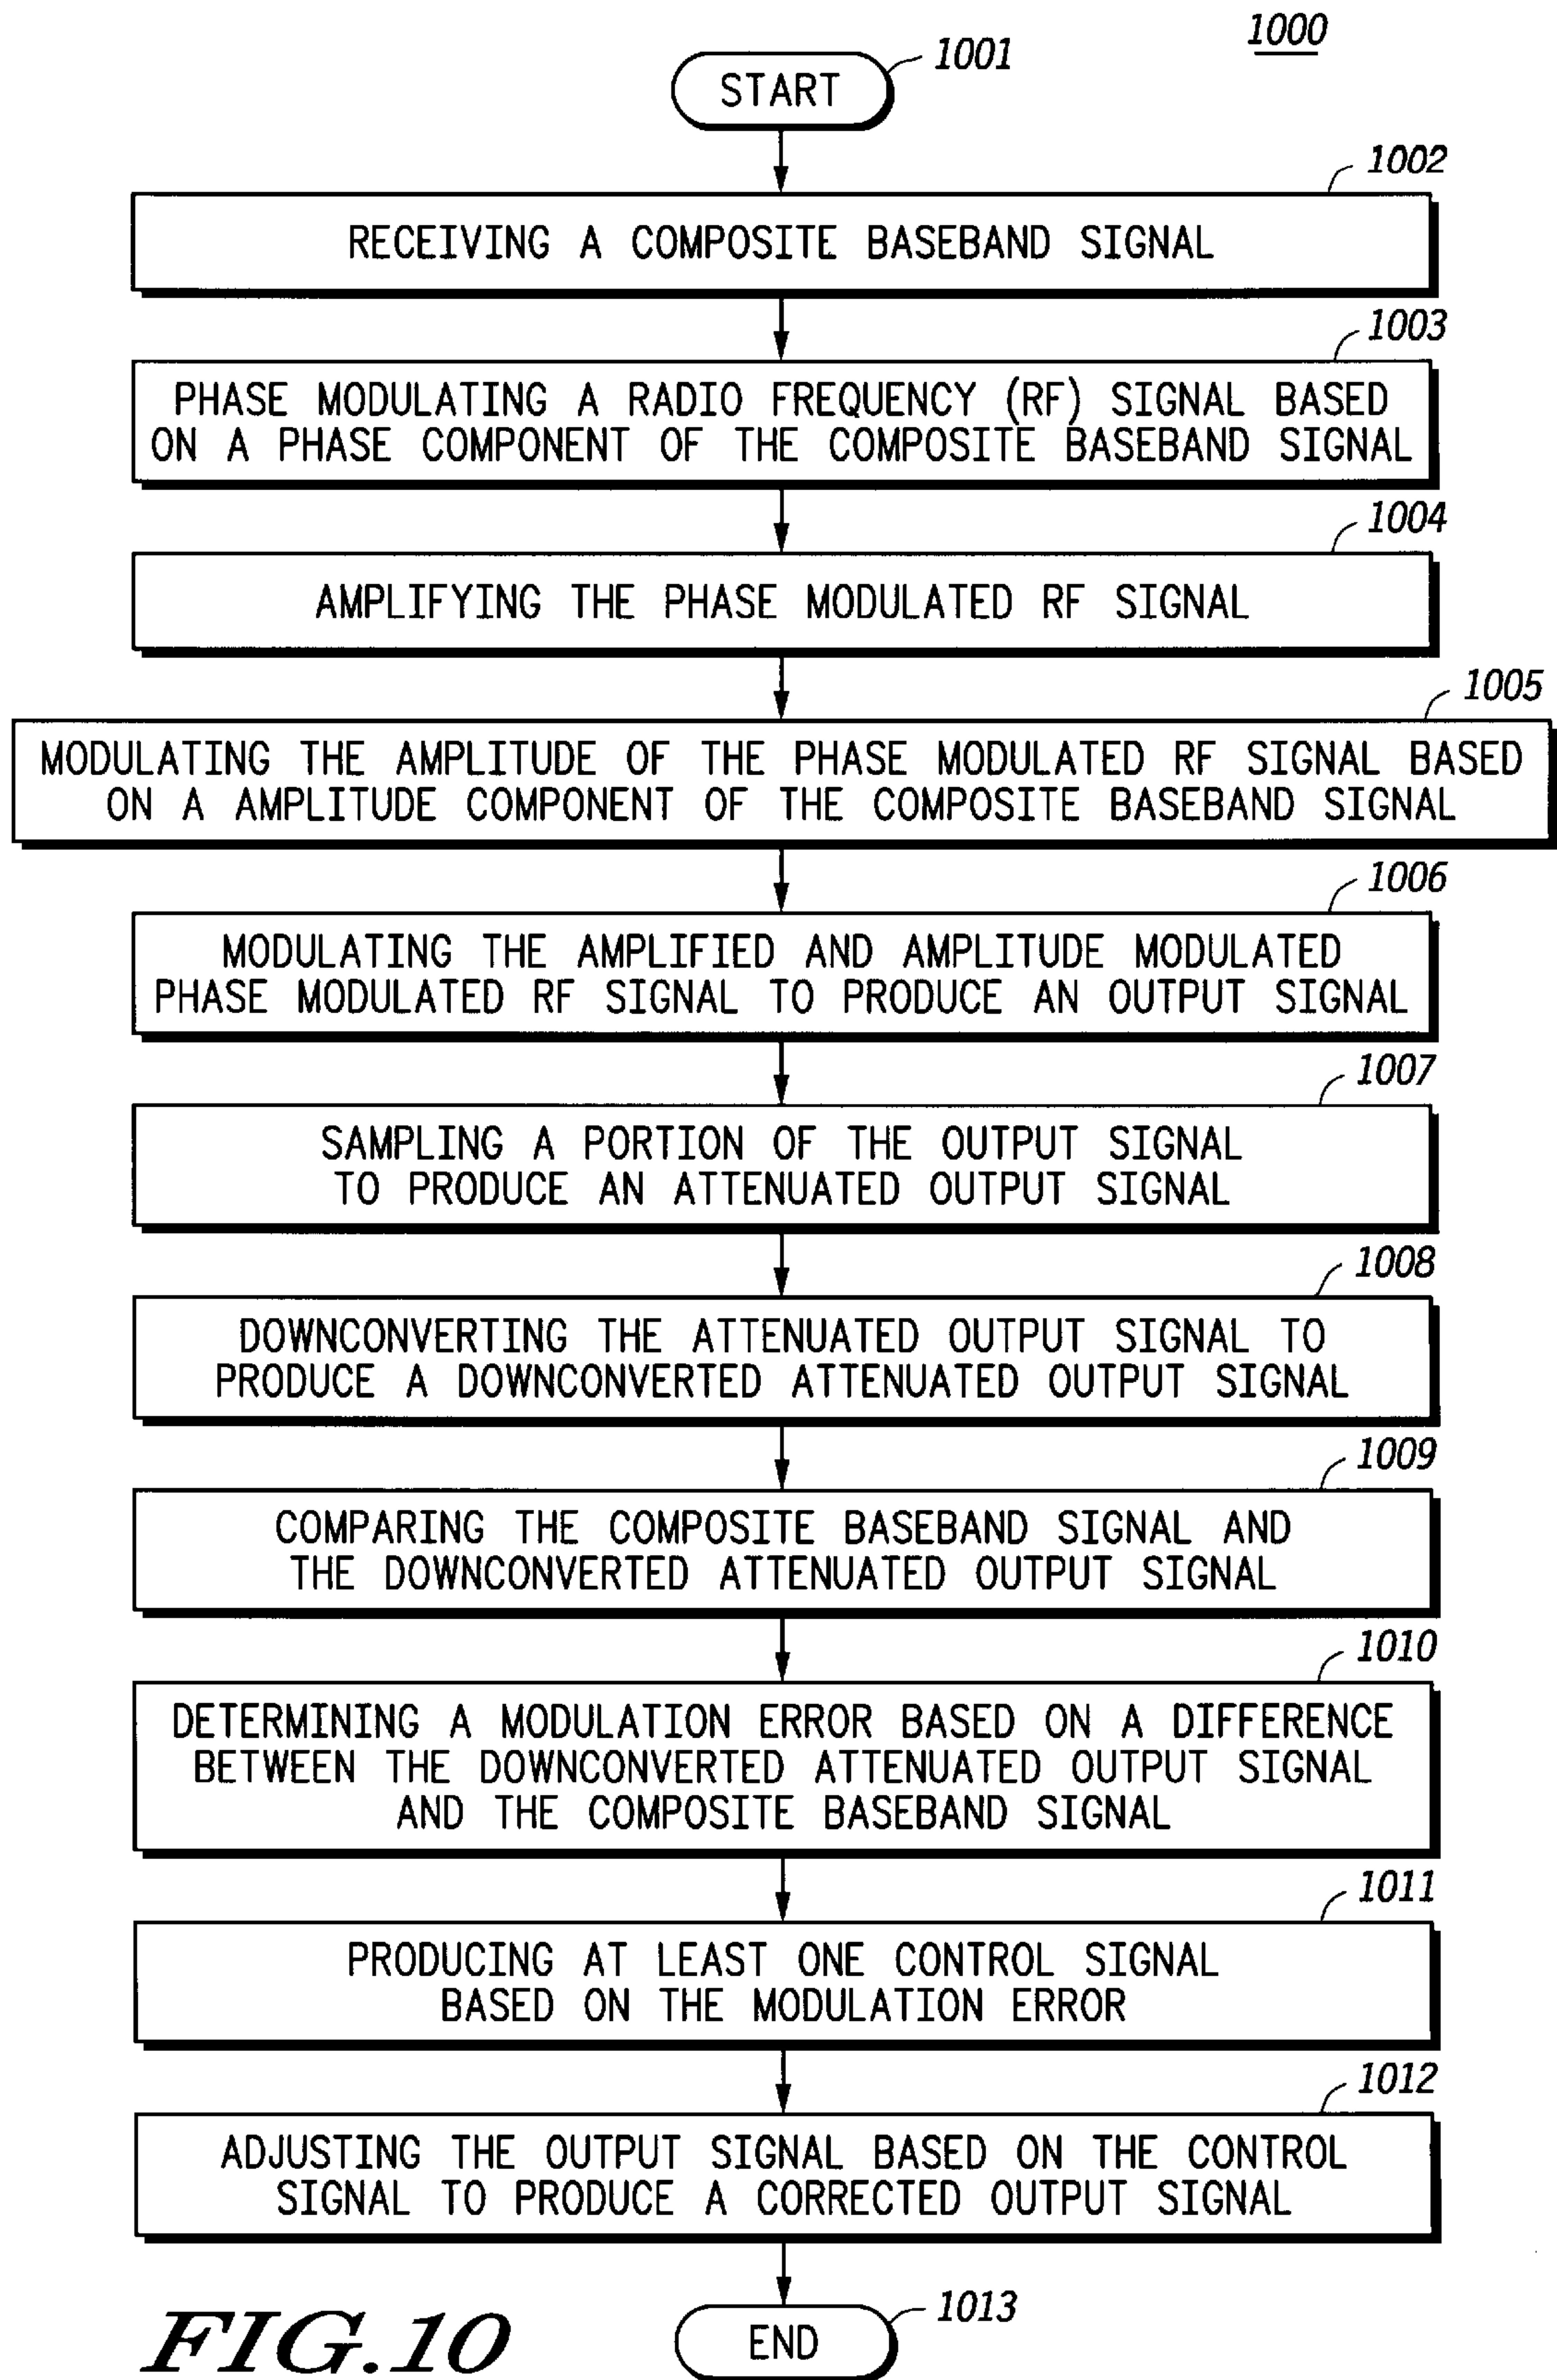 1000
START
1001
1002
RECEIVING A COMPOSITE BASEBAND SIGNAL
1003
PHASE MODULATING A RADIO FREQUENCY (RF) SIGNAL BASED
ON A PHASE COMPONENT OF THE COMPOSITE BASEBAND SIGNAL
1004
AMPLIFYING THE PHASE MODULATED RF SIGNAL
1005
MODULATING THE AMPLITUDE OF THE PHASE MODULATED RF SIGNAL BASED
ON A AMPLITUDE COMPONENT OF THE COMPOSITE BASEBAND SIGNAL
1006
MODULATING THE AMPLIFIED AND AMPLITUDE MODULATED
PHASE MODULATED RF SIGNAL TO PRODUCE AN OUTPUT SIGNAL
1007
SAMPLING A PORTION OF THE OUTPUT SIGNAL
TO PRODUCE AN ATTENUATED OUTPUT SIGNAL
1008
DOWNCONVERTING THE ATTENUATED OUTPUT SIGNAL TO
PRODUCE A DOWNCONVERTED ATTENUATED OUTPUT SIGNAL
1009
COMPARING THE COMPOSITE BASEBAND SIGNAL AND
THE DOWNCONVERTED ATTENUATED OUTPUT SIGNAL
1010
DETERMINING A MODULATION ERROR BASED ON A DIFFERENCE
BETWEEN THE DOWNCONVERTED ATTENUATED OUTPUT SIGNAL
AND THE COMPOSITE BASEBAND SIGNAL
1011
PRODUCING AT LEAST ONE CONTROL SIGNAL
BASED ON THE MODULATION ERROR
1012
ADJUSTING THE OUTPUT SIGNAL BASED ON THE CONTROL
SIGNAL TO PRODUCE A CORRECTED OUTPUT SIGNAL
1013
END
FIG.10